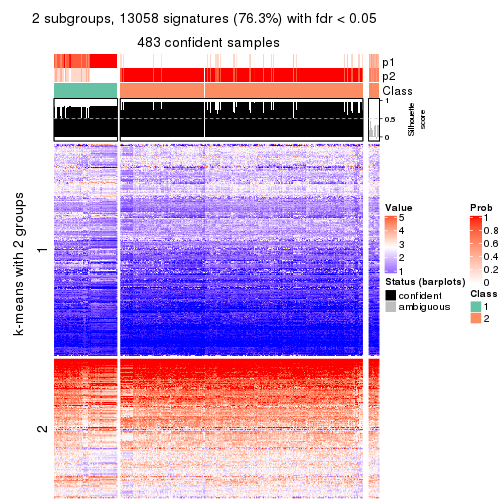 2 subgroups, 13058 signatures (76.3%) with fdr < 0.05
483 confident samples
p1
p2
Class
1
0.5
0
Silhouette
score
k-means with 2 groups
1
2
Value
5
4
3
2
1
Status (barplots)
confident
ambiguous
Prob
1
0.8
0.6
0.4
0.2
0
Class
1
2